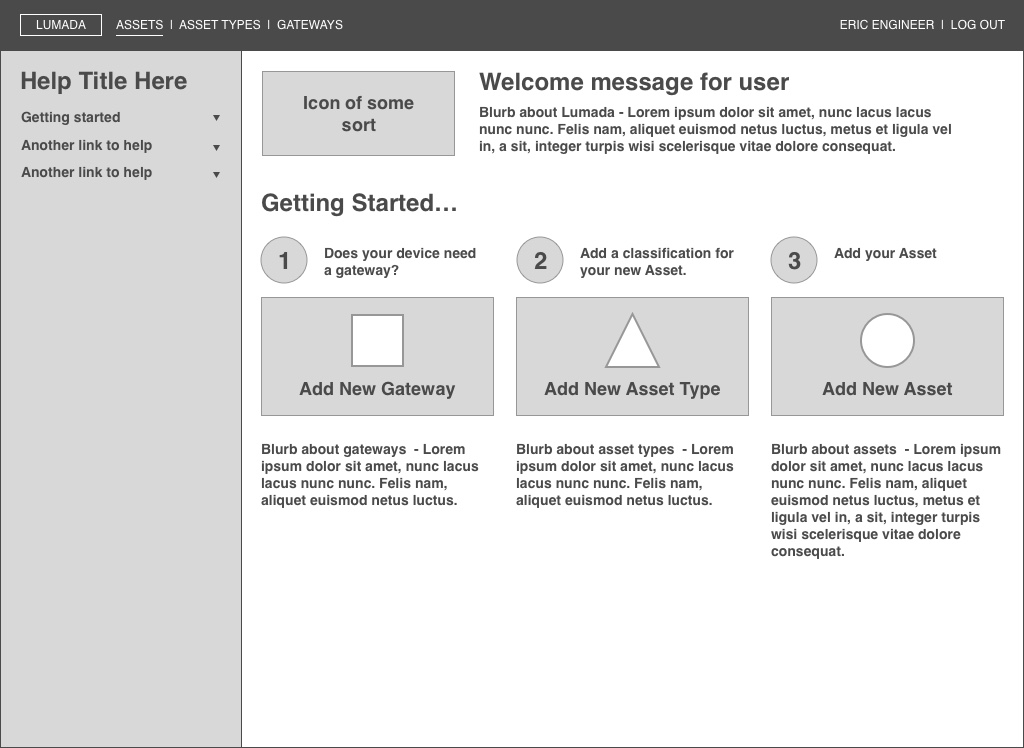 LUMADA ASSETS | ASSET TYPES | GATEWAYS ERIC ENGINEER | LOG OUT
Help Title Here
Getting started
Another link to help
Another link to help
Icon of some
sort
Welcome message for user
Blurb about Lumada - Lorem ipsum dolor sit amet, nunc lacus lacus
nunc nunc. Felis nam, aliquet euismod netus luctus, metus et ligula vel
in, a sit, integer turpis wisi scelerisque vitae dolore consequat.
Getting Started...
1
Does your device need
a gateway?
2
Add a classification for
your new Asset.
3
Add your Asset
Add New Gateway
Add New Asset Type
Add New Asset
Blurb about gateways - Lorem
ipsum dolor sit amet, nunc lacus
lacus nunc nunc. Felis nam,
aliquet euismod netus luctus.
Blurb about asset types - Lorem
ipsum dolor sit amet, nunc lacus
lacus nunc nunc. Felis nam,
aliquet euismod netus luctus.
Blurb about assets - Lorem ipsum
dolor sit amet, nunc lacus lacus
nunc nunc. Felis nam, aliquet
euismod netus luctus, metus et
ligula vel in, a sit, integer turpis
wisi scelerisque vitae dolore
consequat.